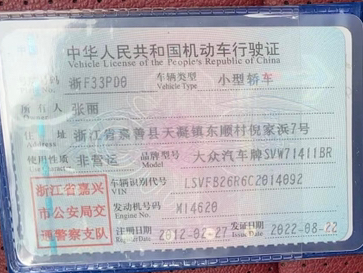 中华人民共和国机动车行驶证
Vehicle License of the People's Republic of China
号码 浙F33PD0 车辆类型 小型轿车
Vehicle Type
所有人 张丽
住址 浙江省嘉善县天凝镇东顺村倪家浜7号
使用性质 非营运 品牌型号 大众汽车牌SVW71411BR
浙江省嘉兴
市公安局交
通警察支队
车辆识别代号 LSVFB26R6C2014092
VIN
发动机号码 M14620
Engine No.
注册日期 2012-02-27 发证日期 2022-08-22